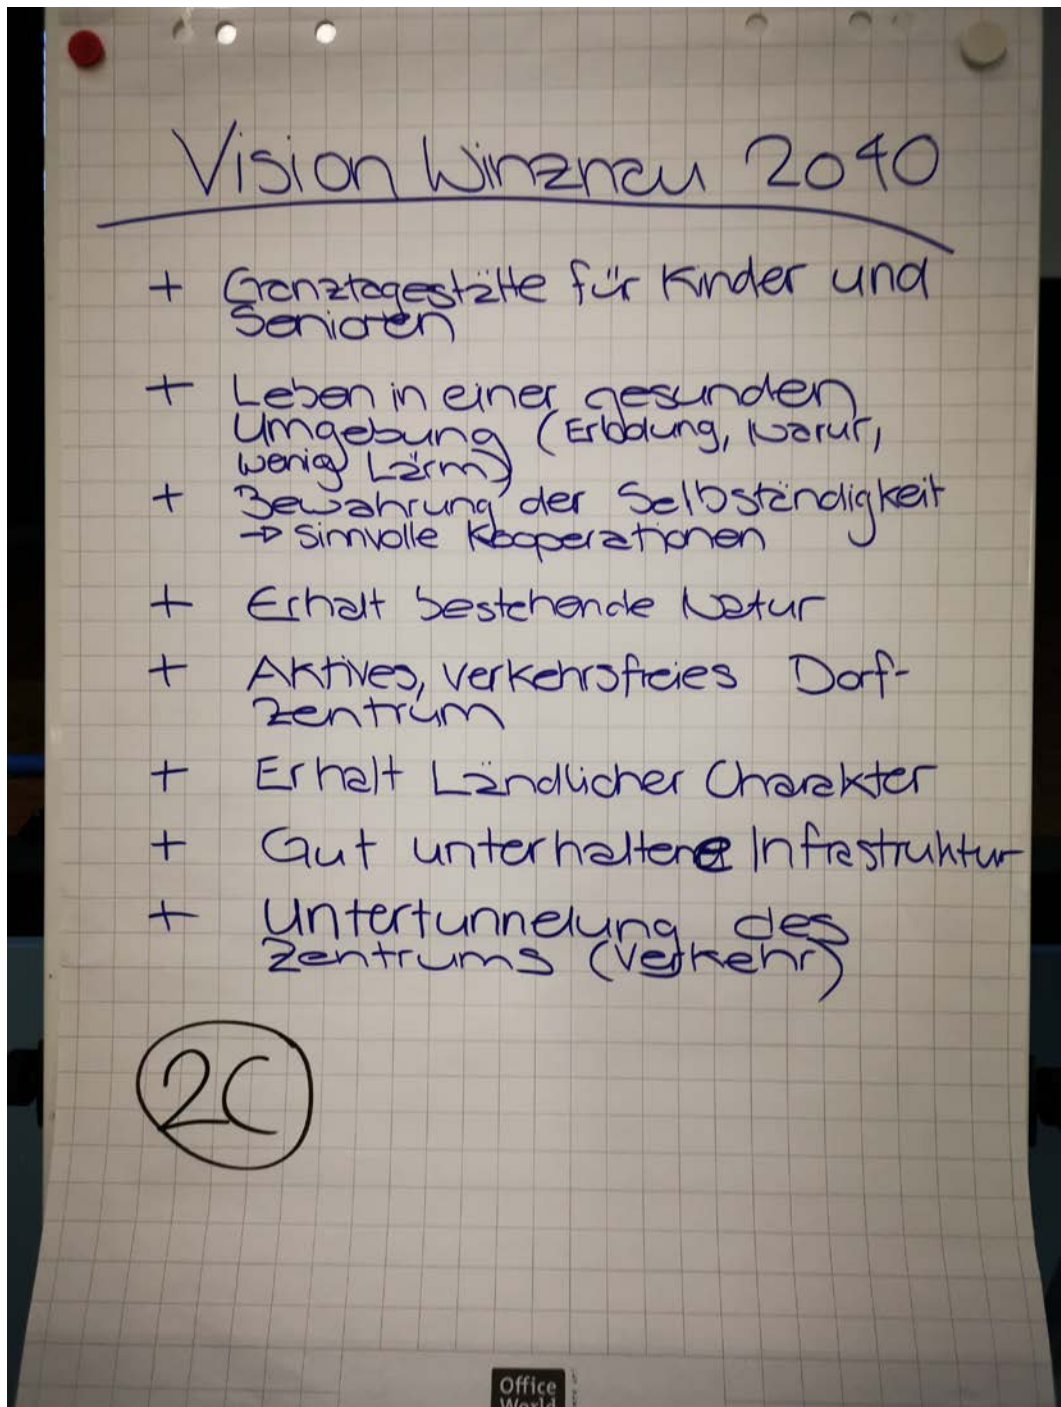 Vision Winznau 2040
+ Ganztagestätte für Kinder und
Senioren
+ Leben in einer gesunden
Umgebung (Erholung, Natur,
wenig Lärm)
+ Bewahrung der Selbständigkeit
→ Sinnvolle Kooperationen
+ Erhalt bestehende Natur
+ Aktives, verkehrsfreies Dorf-
zentrum
+ Erhalt Ländlicher Charakter
+ Gut unterhaltene Infrastruktur
+ Untertunnelung des
Zentrums (Verkehr)
2C
Office
World